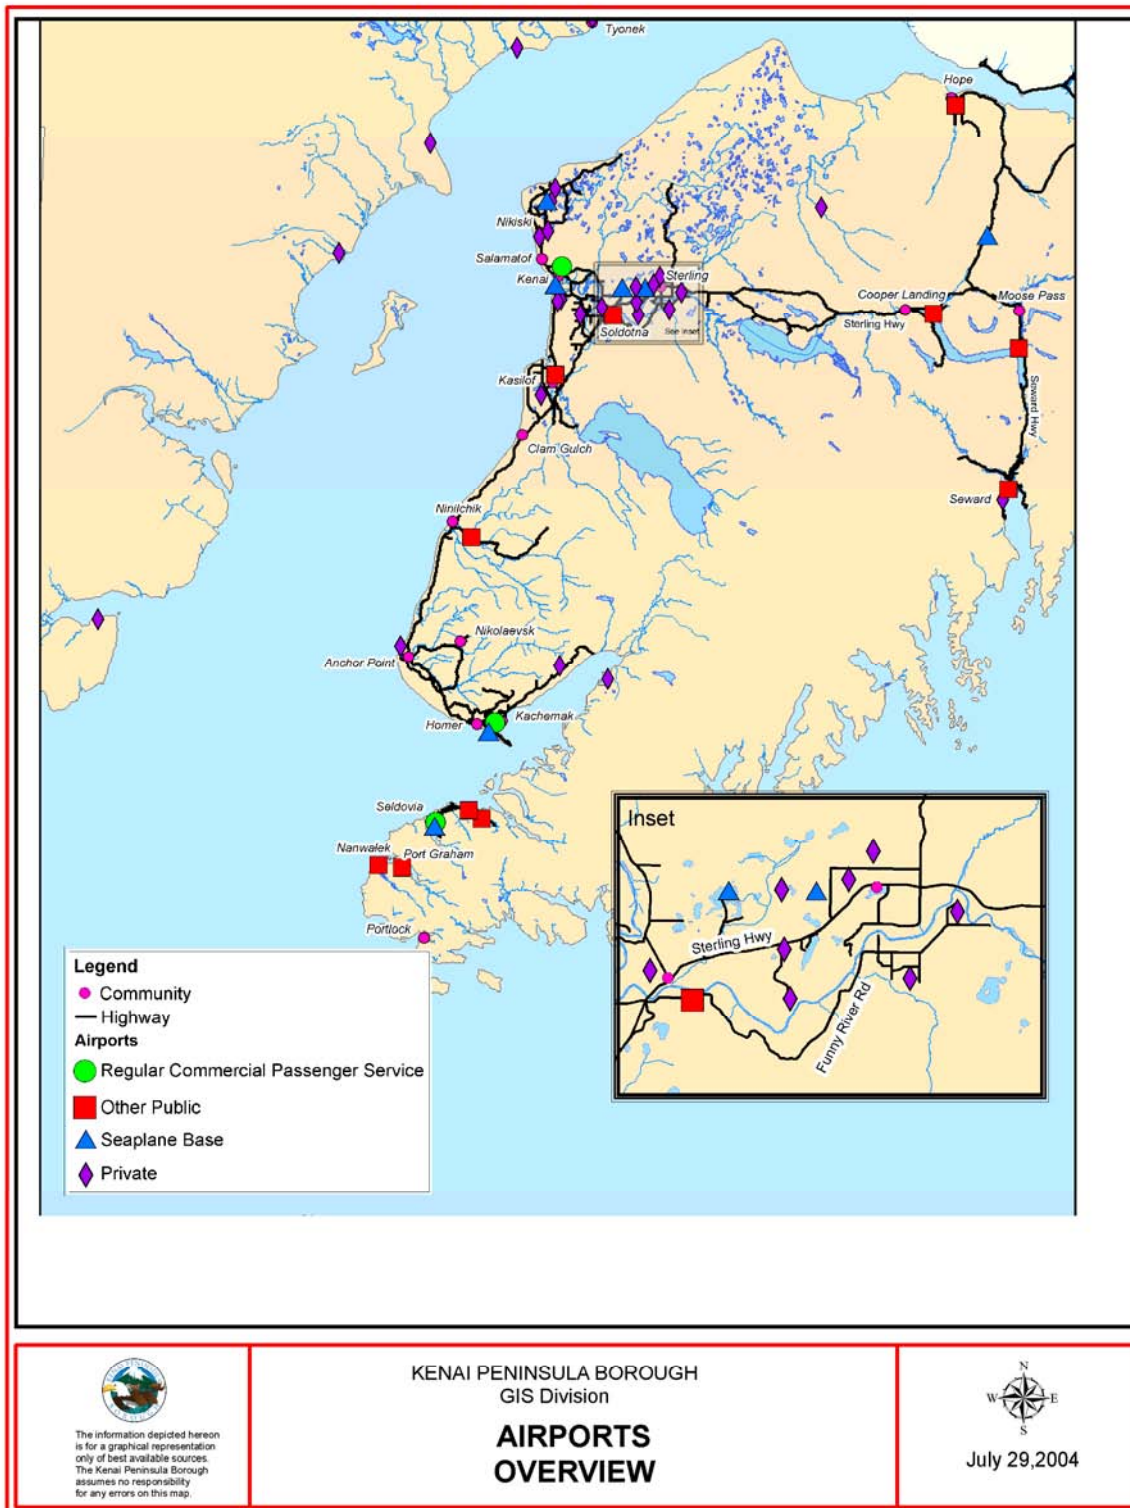 Tyonek
Hope
Nikiski
Salamatof
Kenai
Sterling
Soldotna
See Inset
Cooper Landing
Moose Pass
Sterling Hwy
Seward Hwy
Kasilof
Clam Gulch
Seward
Ninilchik
Nikolaevsk
Anchor Point
Kachemak
Homer
Seldovia
Nanwalek
Port Graham
Portlock
Inset
Sterling Hwy
Funny River Rd
Legend
Community
Highway
Airports
Regular Commercial Passenger Service
Other Public
Seaplane Base
Private
KENAI PENINSULA
BOROUGH
The information depicted hereon
is for a graphical representation
only of best available sources.
The Kenai Peninsula Borough
assumes no responsibility
for any errors on this map.
KENAI PENINSULA BOROUGH
GIS Division
AIRPORTS
OVERVIEW
N
W E
S
July 29,2004